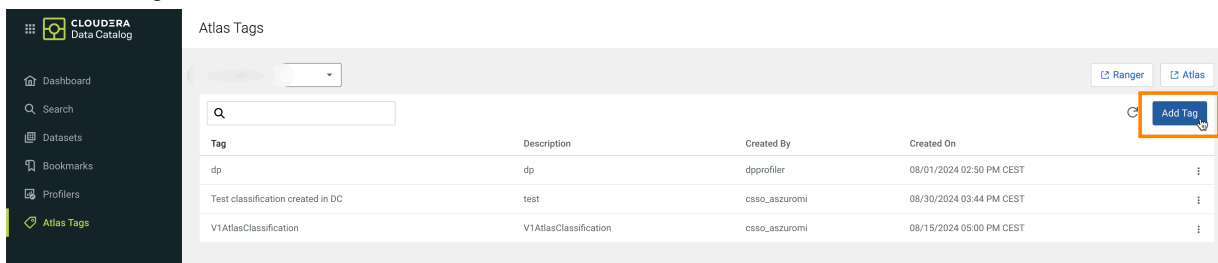 CLOUDERA
Data Catalog
Atlas Tags
Dashboard
Search
Datasets
Bookmarks
Profilers
Atlas Tags
Ranger
Atlas
Add Tag
Tag Description Created By Created On
dp dp dpprofiler 08/01/2024 02:50 PM CEST
Test classification created in DC test csso_aszuromi 08/30/2024 03:44 PM CEST
V1AtlasClassification V1AtlasClassification csso_aszuromi 08/15/2024 05:00 PM CEST